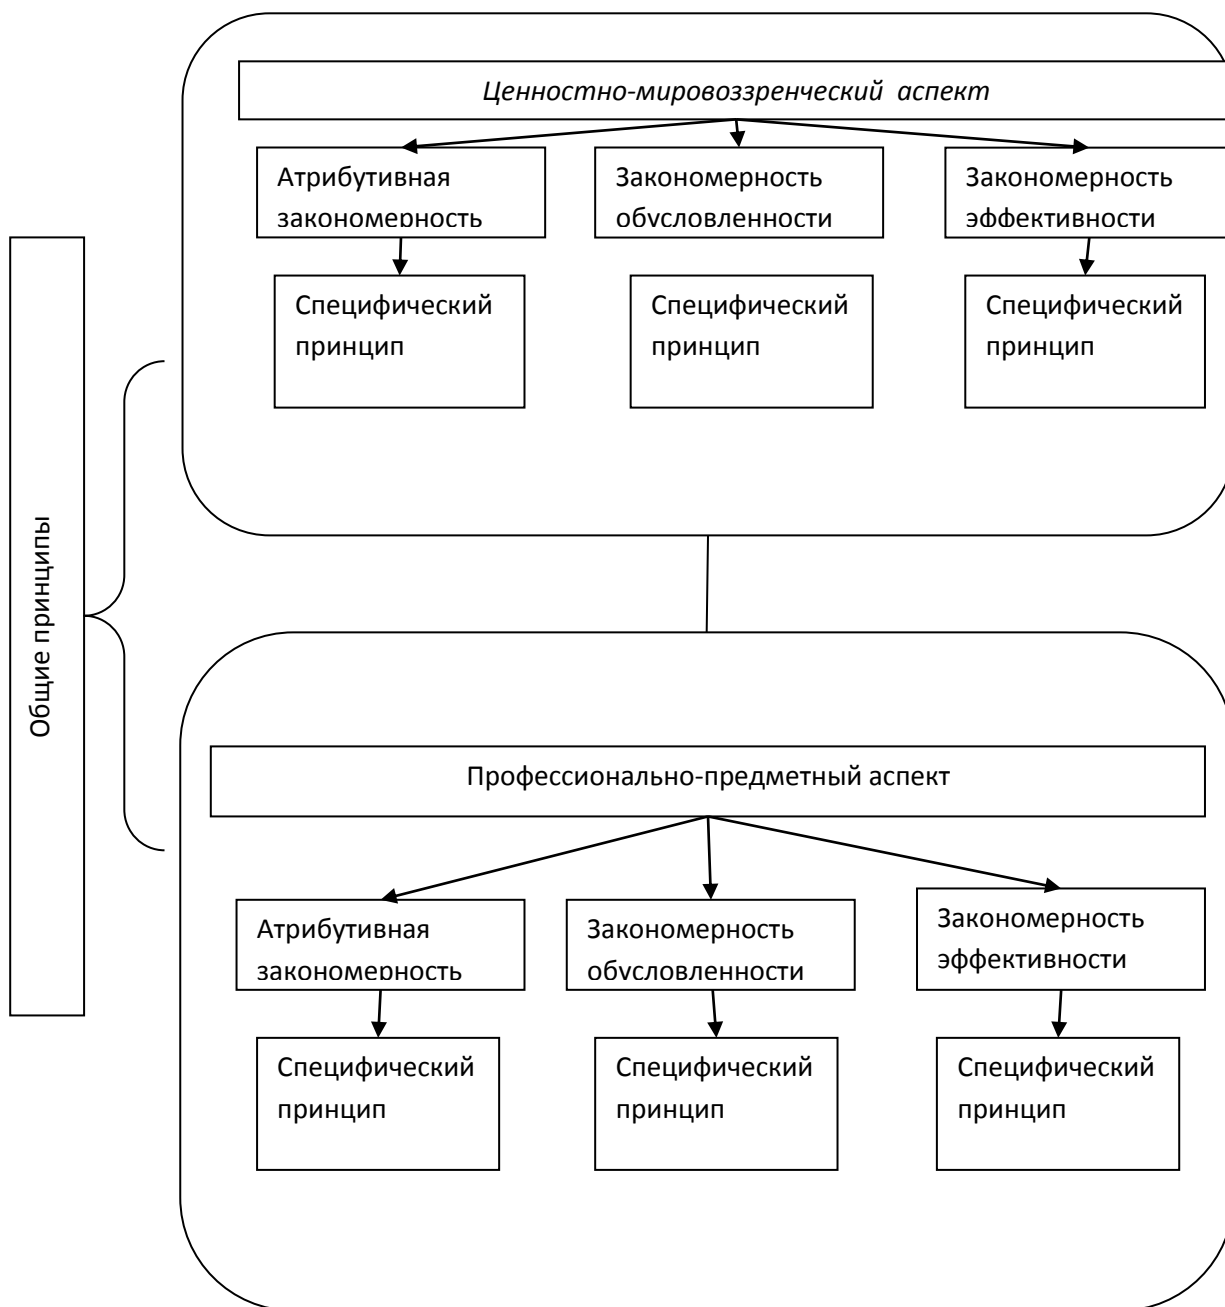 Ценностно-мировоззренческий аспект
Атрибутивная
закономерность
Закономерность
обусловленности
Закономерность
эффективности
Специфический
принцип
Специфический
принцип
Специфический
принцип
Общие принципы
Профессионально-предметный аспект
Атрибутивная
закономерность
Закономерность
обусловленности
Закономерность
эффективности
Специфический
принцип
Специфический
принцип
Специфический
принцип